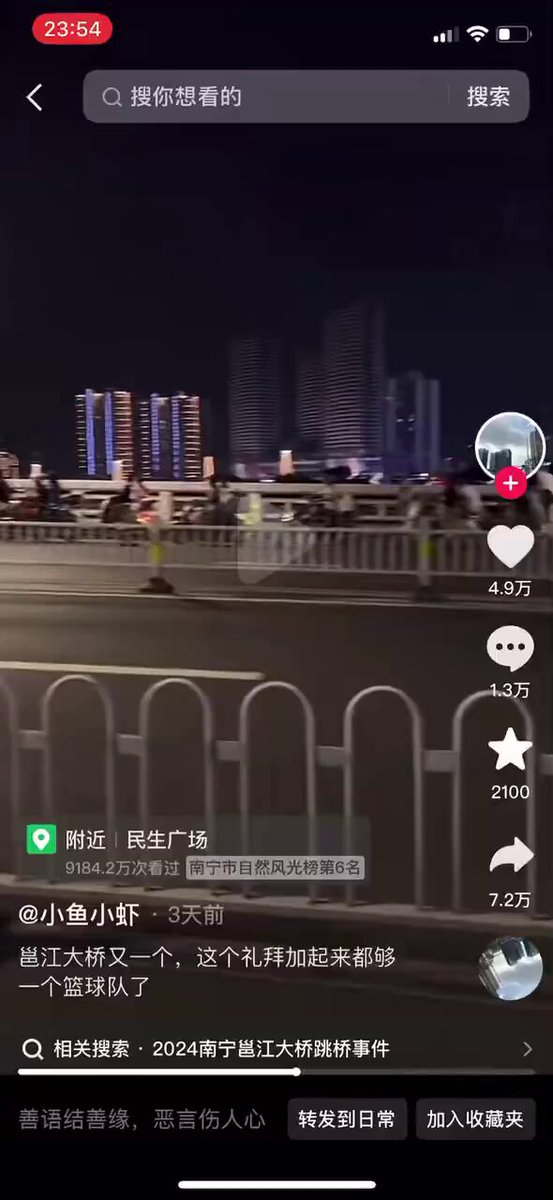 23:54
搜你想看的
搜索
4.9万
1.3万
2100
7.2万
附近 | 民生广场
9184.2万次看过 南宁市自然风光榜第6名
@小鱼小虾 · 3天前
邕江大桥又一个，这个礼拜加起来都够
一个篮球队了
相关搜索 · 2024南宁邕江大桥跳桥事件
善语结善缘，恶言伤人心
转发到日常
加入收藏夹